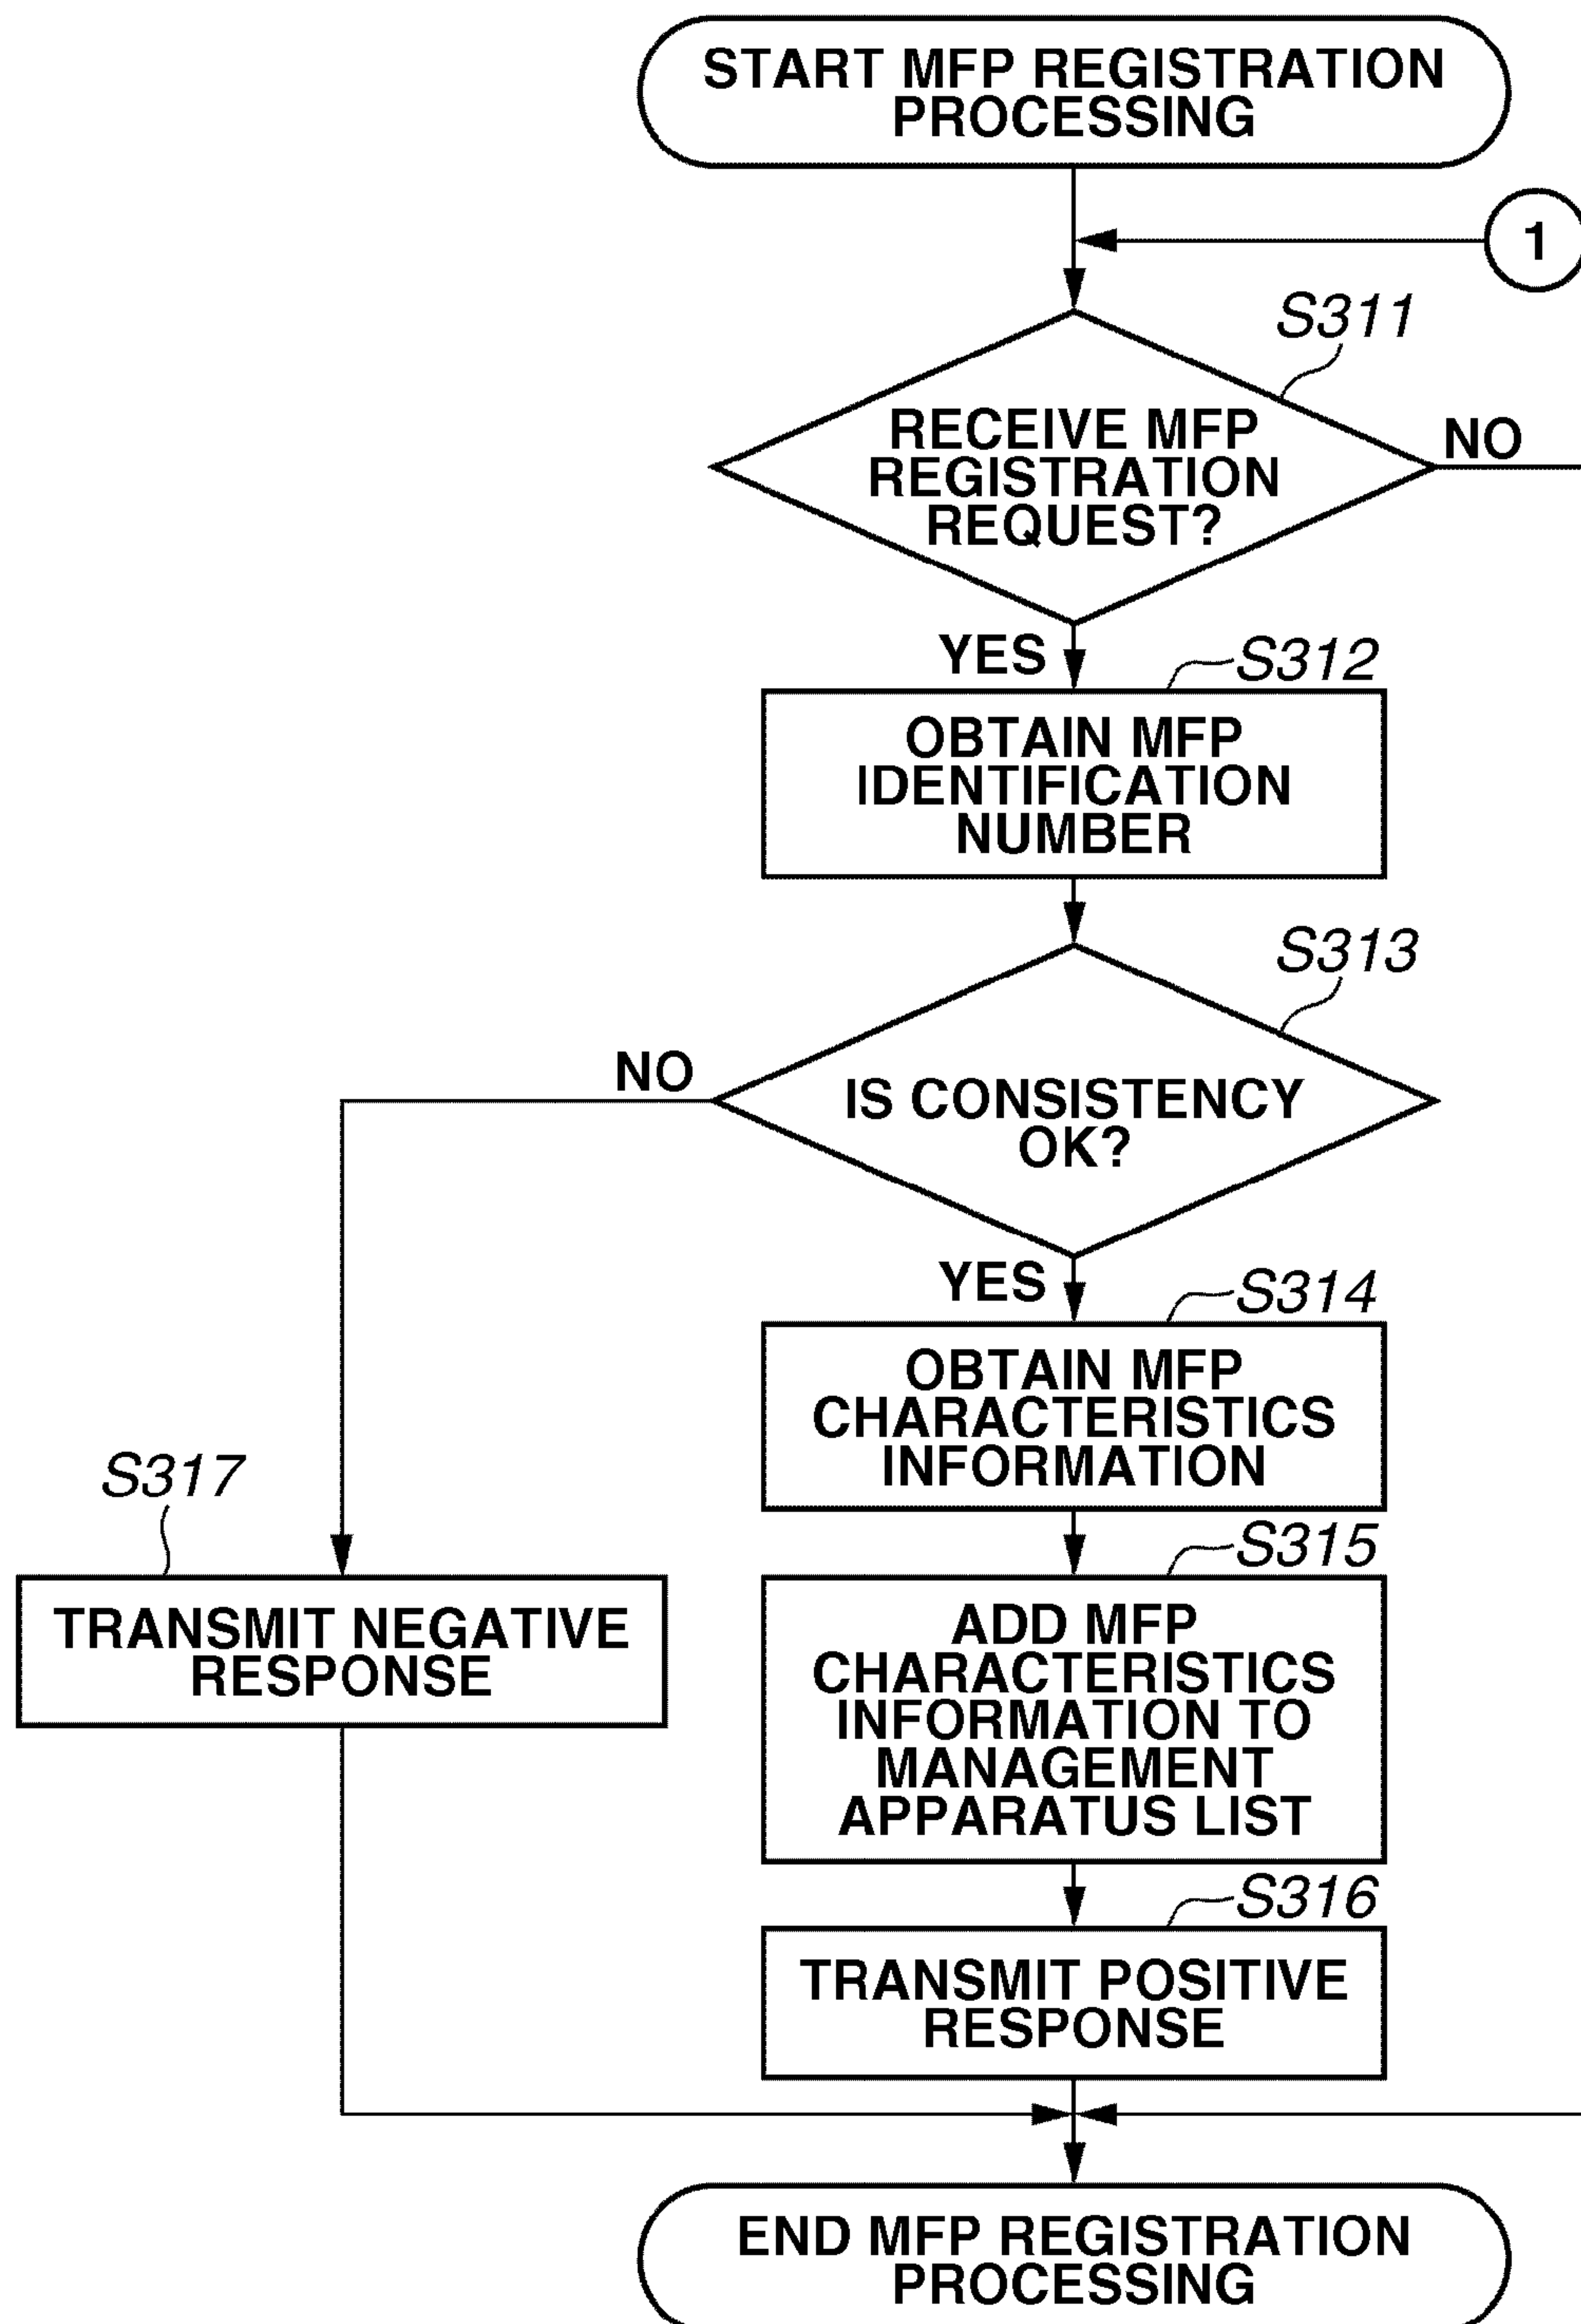 START MFP REGISTRATION
PROCESSING
1
S311
RECEIVE MFP
REGISTRATION
REQUEST?
NO
YES
S312
OBTAIN MFP
IDENTIFICATION
NUMBER
S313
IS CONSISTENCY
OK?
NO
YES
S314
OBTAIN MFP
CHARACTERISTICS
INFORMATION
S317
TRANSMIT NEGATIVE
RESPONSE
S315
ADD MFP
CHARACTERISTICS
INFORMATION TO
MANAGEMENT
APPARATUS LIST
S316
TRANSMIT POSITIVE
RESPONSE
END MFP REGISTRATION
PROCESSING